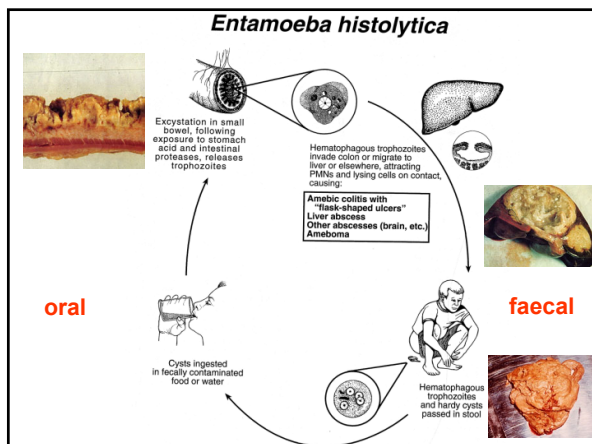 Entamoeba histolytica
Excystation in small
bowel, following
exposure to stomach
acid and intestinal
proteases, releases
trophozoites
Hematophagous trophozoites
invade colon or migrate to
liver or elsewhere, attracting
PMNs and lysing cells on contact,
causing:
Amebic colitis with
"flask-shaped ulcers"
Liver abscess
Other abscesses (brain, etc.)
Ameboma
oral
faecal
Cysts ingested
in fecally contaminated
food or water
Hematophagous
trophozoites
and hardy cysts
passed in stool